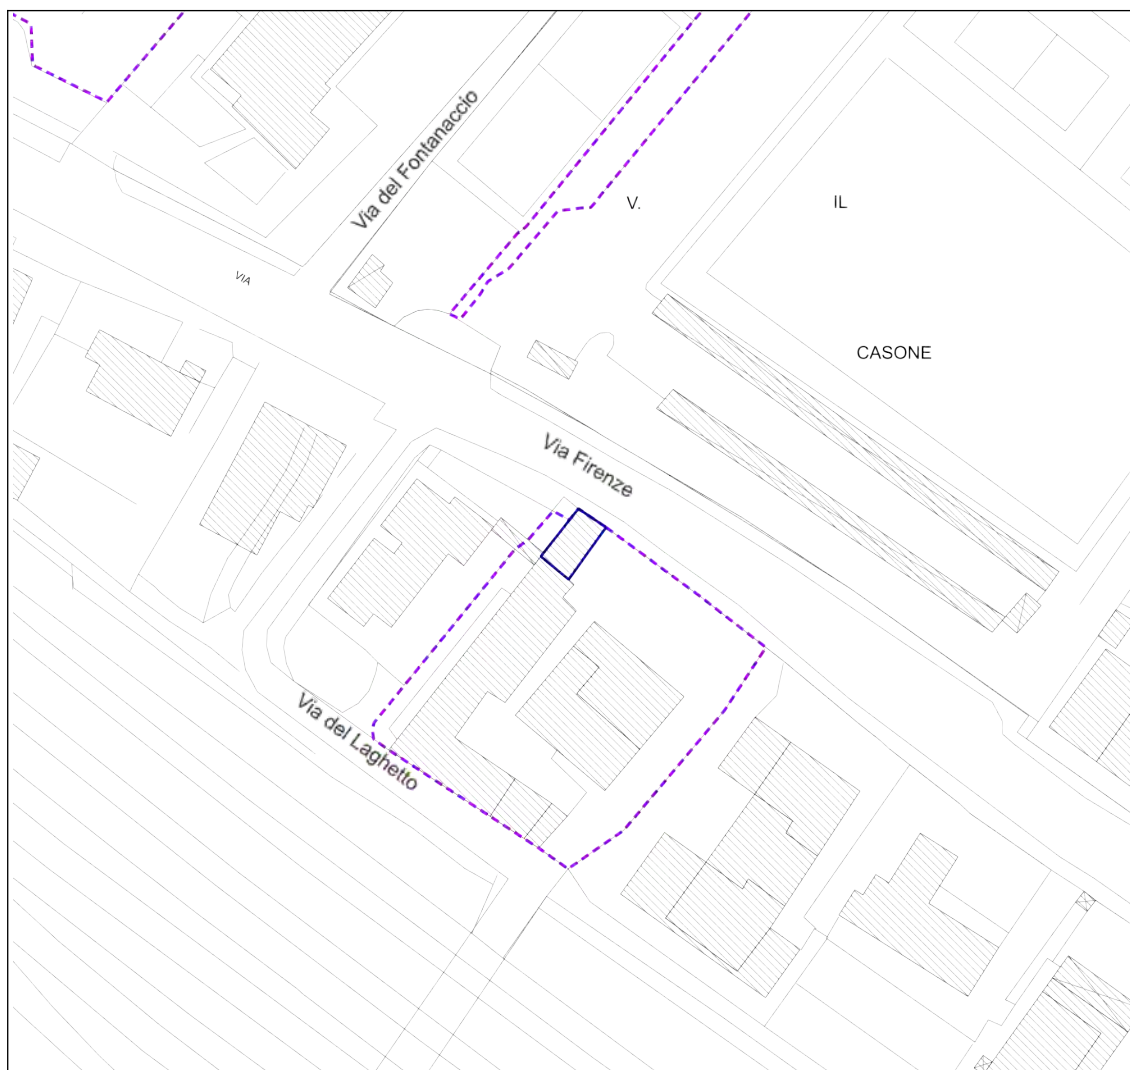 Via del Fontanaccio
V.
IL
VIA
CASONE
Via Firenze
Via del Laghetto